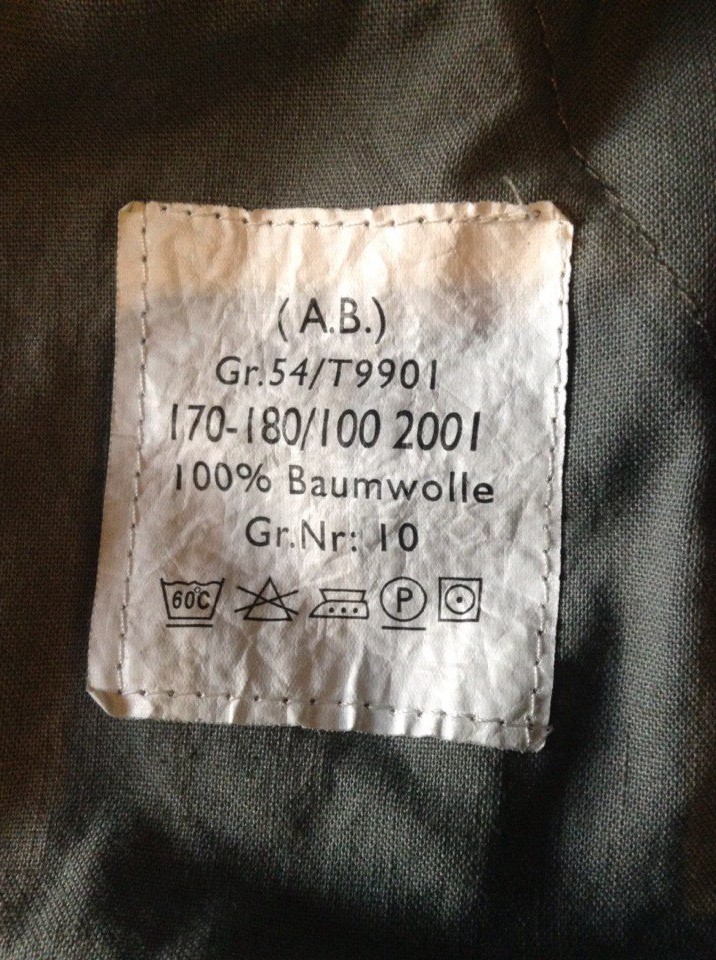 (A.B.)
Gr.54/T9901
170-180/100 2001
100% Baumwolle
Gr.Nr: 10
60°C P